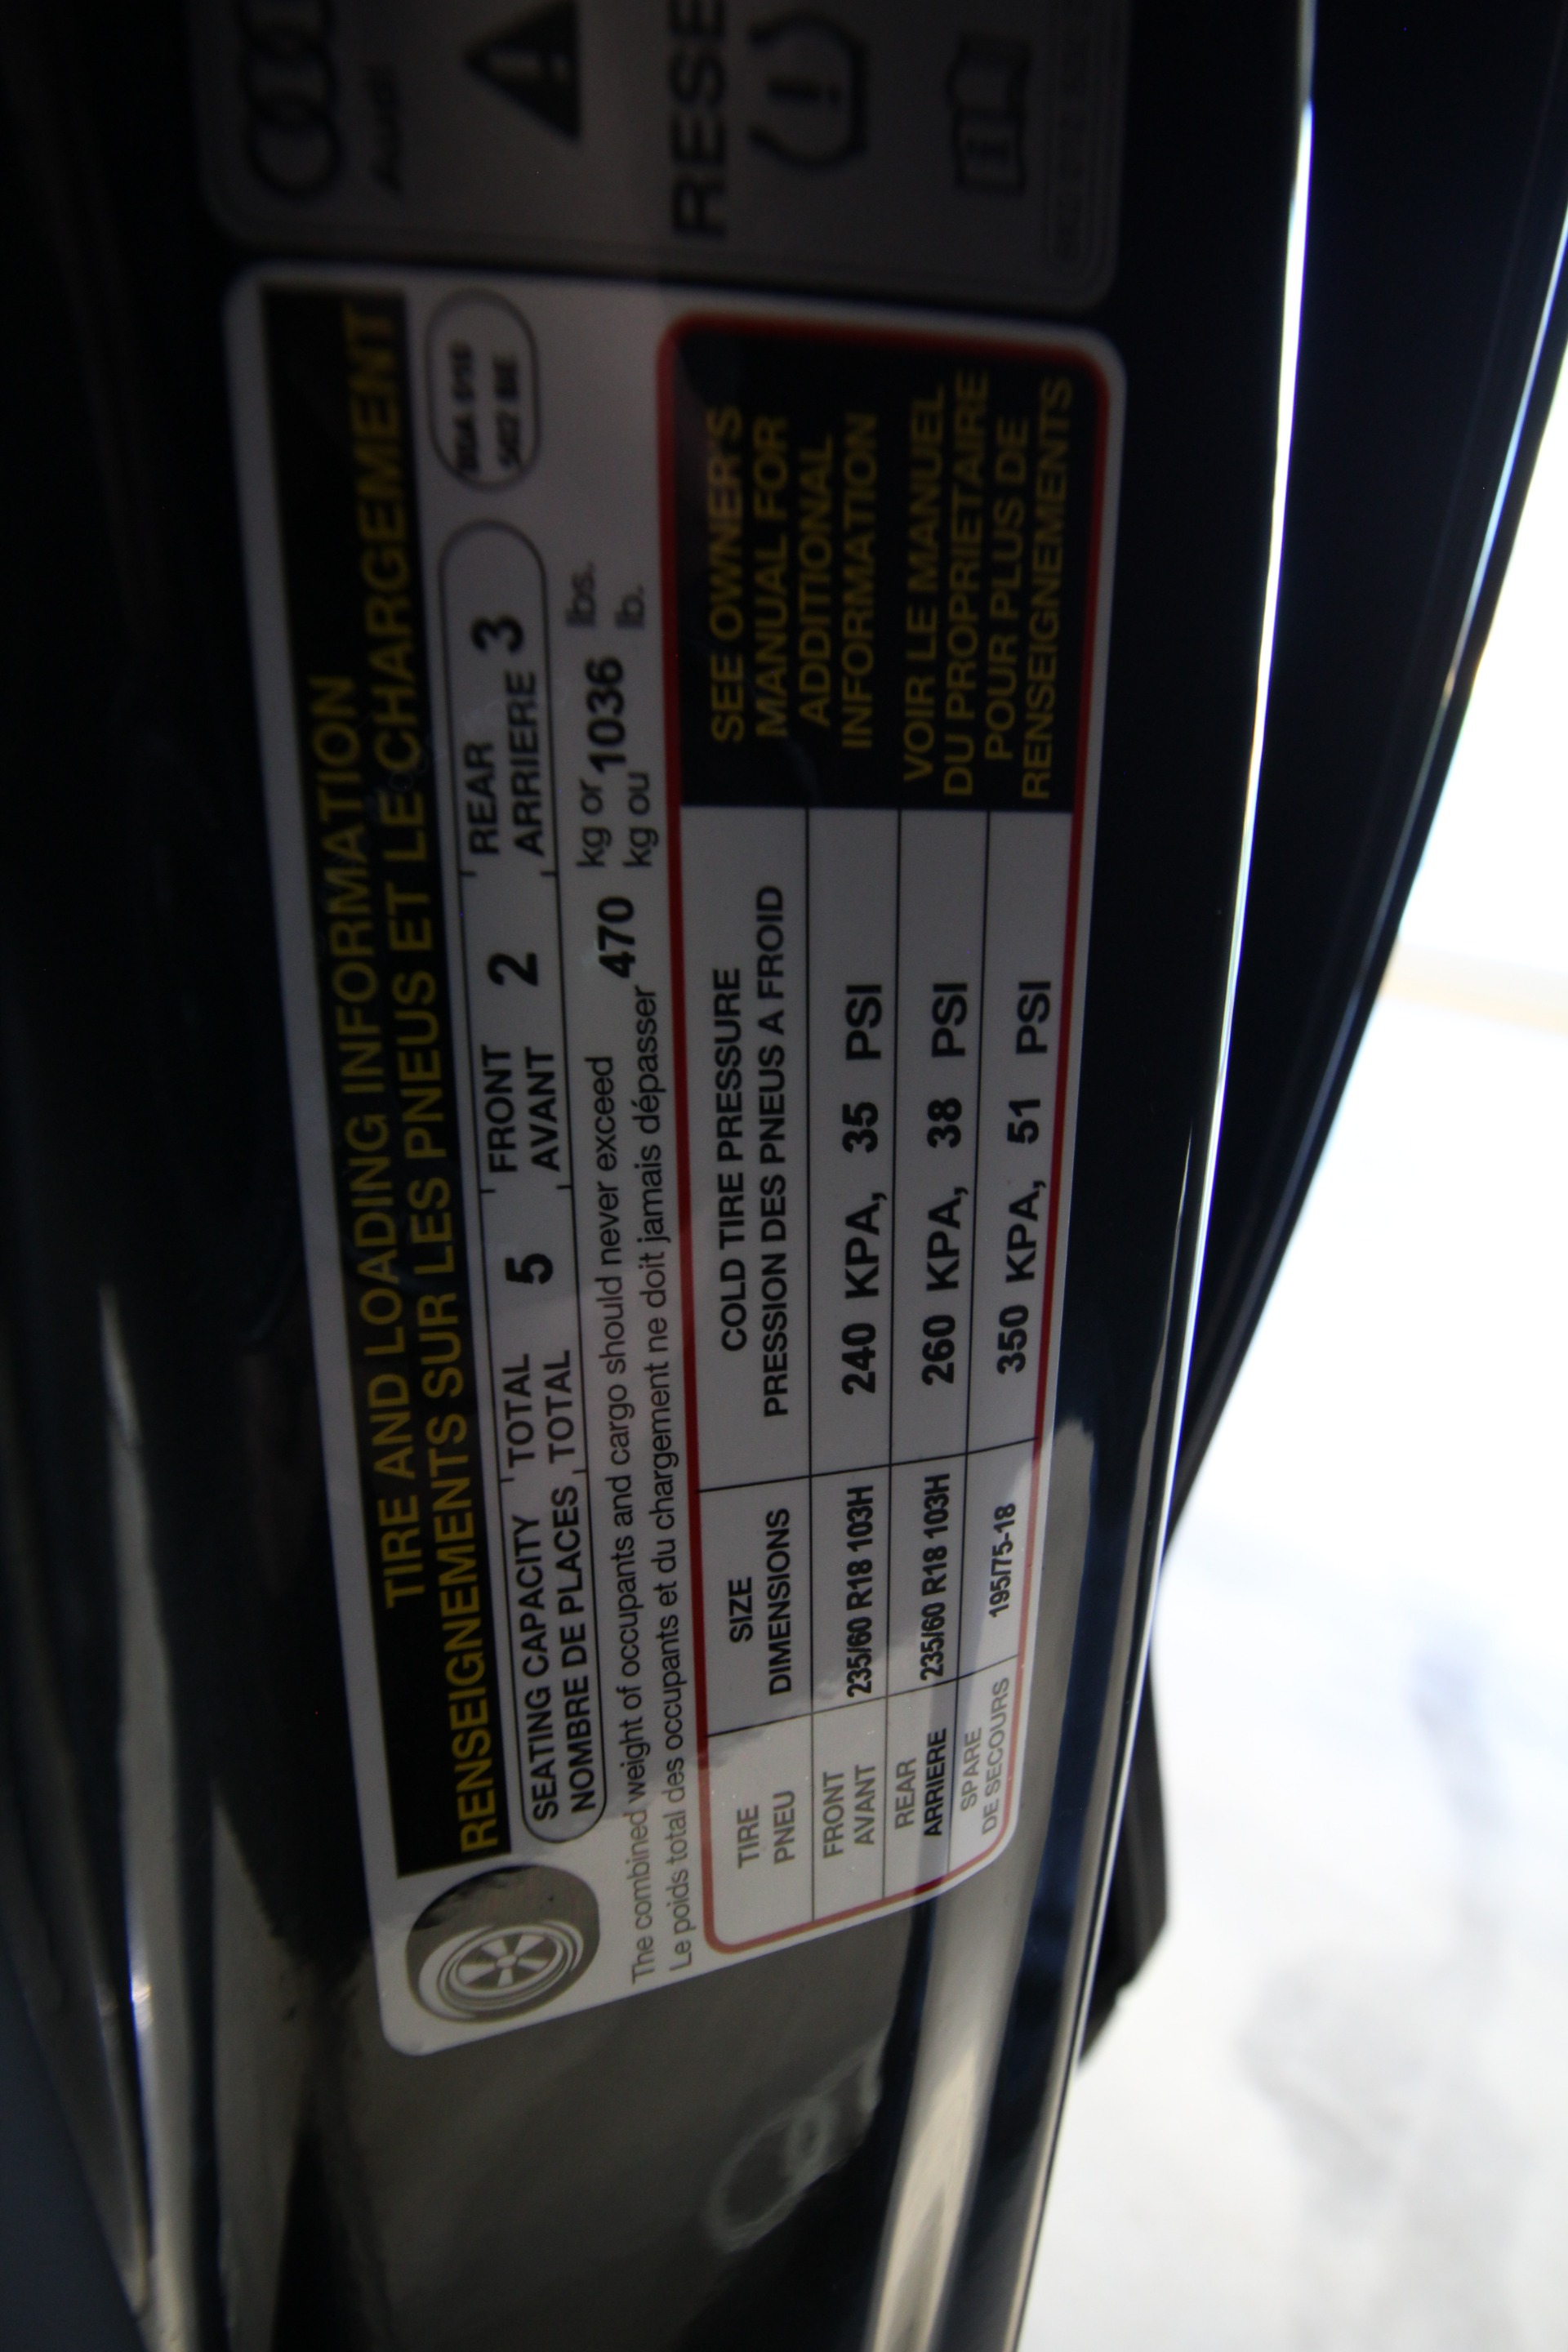 TIRE AND LOADING INFORMATION
RENSEIGNEMENTS SUR LES PNEUS ET LE CHARGEMENT
SEATING CAPACITY TOTAL 5 FRONT 2 REAR 3
NOMBRE DE PLACES TOTAL AVANT ARRIERE
The combined weight of occupants and cargo should never exceed 470 kg or 1036 lbs.
Le poids total des occupants et du chargement ne doit jamais dépasser kg ou lb.
TIRE SIZE COLD TIRE PRESSURE
PNEU DIMENSIONS PRESSION DES PNEUS A FROID
FRONT
AVANT 235/60 R18 103H 240 KPA, 35 PSI
REAR
ARRIERE 235/60 R18 103H 260 KPA, 38 PSI
SPARE
DE SECOURS 195/75-18 350 KPA, 51 PSI
SEE OWNER'S
MANUAL FOR
ADDITIONAL
INFORMATION
VOIR LE MANUEL
DU PROPRIETAIRE
POUR PLUS DE
RENSEIGNEMENTS
Audi
RESE